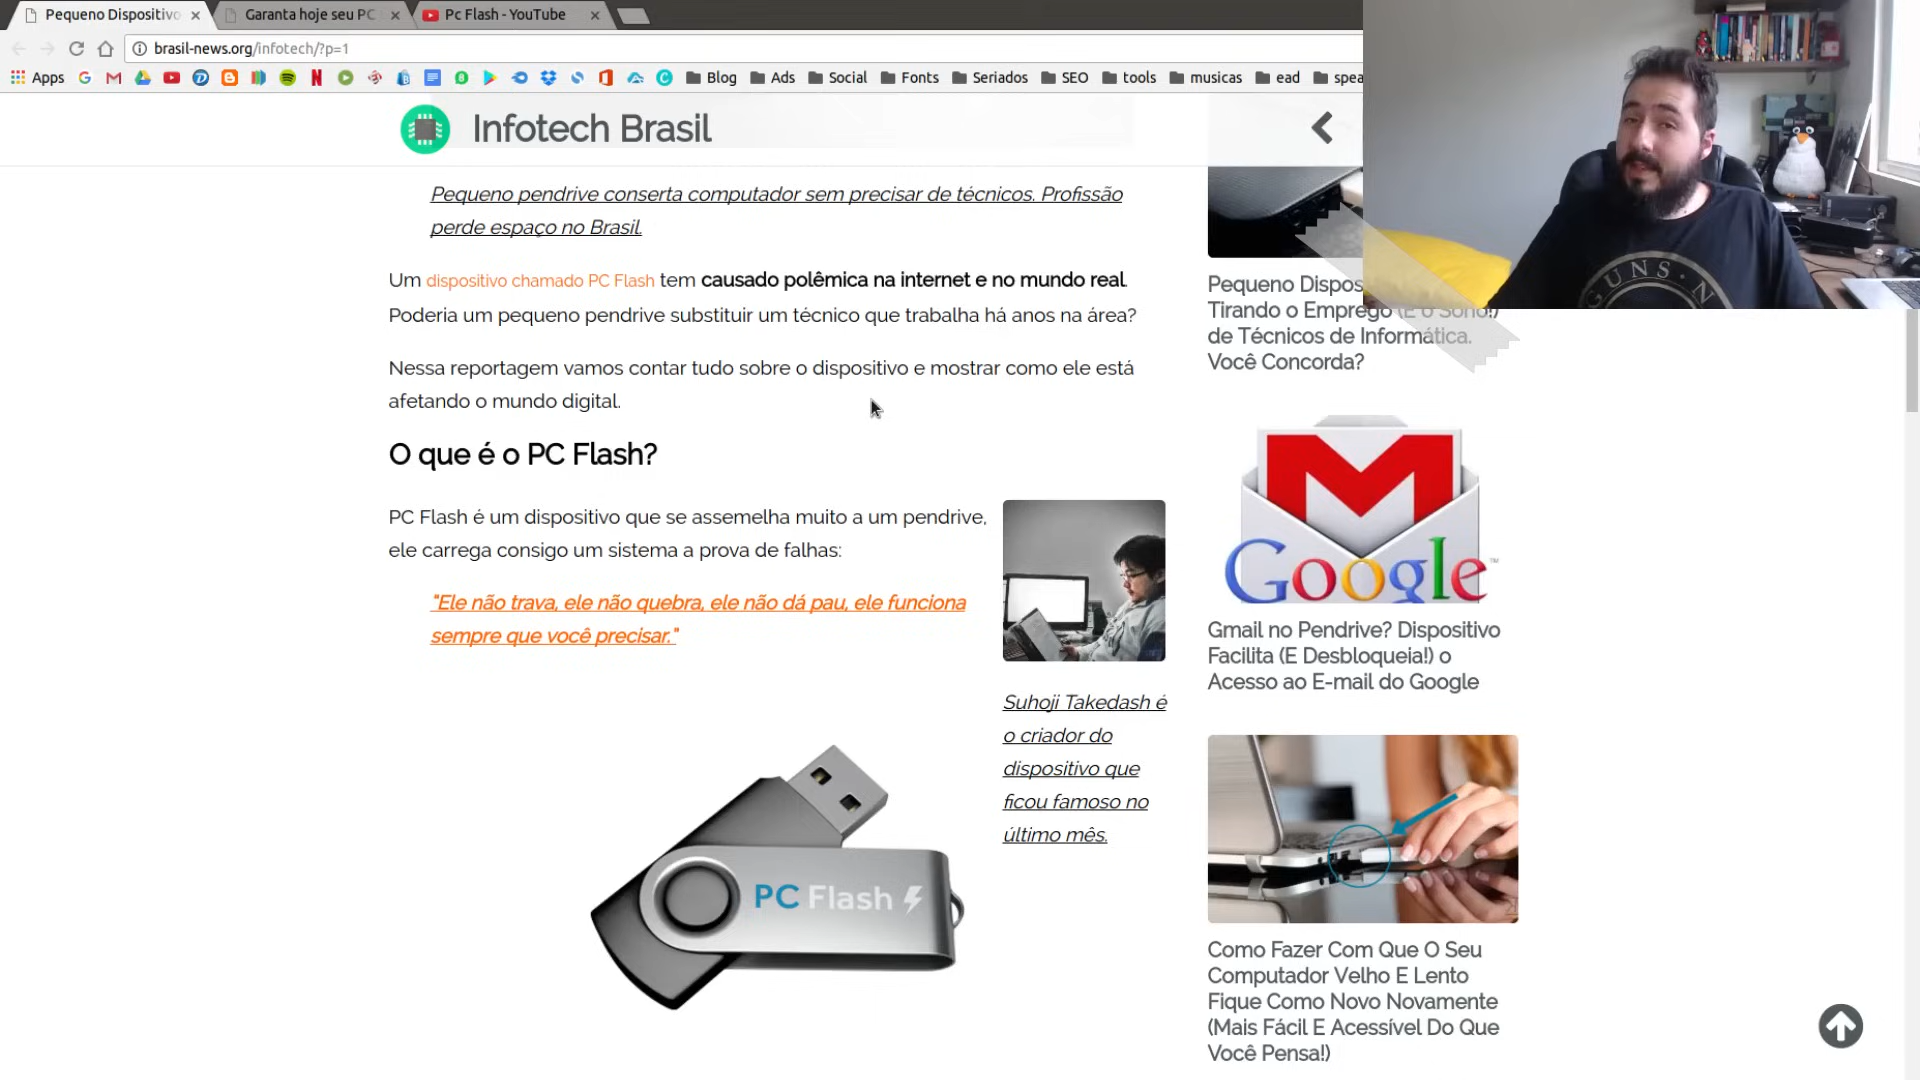 Pequeno Dispositivo
Garanta hoje seu PC
Pc Flash - YouTube
brasil-news.org/infotech/?p=1
Apps
Blog
Ads
Social
Fonts
Seriados
SEO
tools
musicas
ead
spea
Infotech Brasil
Pequeno pendrive conserta computador sem precisar de técnicos. Profissão
perde espaço no Brasil.
Um dispositivo chamado PC Flash tem causado polêmica na internet e no mundo real.
Poderia um pequeno pendrive substituir um técnico que trabalha há anos na área?
Nessa reportagem vamos contar tudo sobre o dispositivo e mostrar como ele está
afetando o mundo digital.
O que é o PC Flash?
PC Flash é um dispositivo que se assemelha muito a um pendrive,
ele carrega consigo um sistema a prova de falhas:
"Ele não trava, ele não quebra, ele não dá pau, ele funciona
sempre que você precisar."
PC Flash
Suhoji Takedash é
o criador do
dispositivo que
ficou famoso no
último mês.
Pequeno Dispos
Tirando o Emprego (E o Sono!)
de Técnicos de Informática.
Você Concorda?
Google
Gmail no Pendrive? Dispositivo
Facilita (E Desbloqueia!) o
Acesso ao E-mail do Google
Como Fazer Com Que O Seu
Computador Velho E Lento
Fique Como Novo Novamente
(Mais Fácil E Acessível Do Que
Você Pensa!)
GUNS N